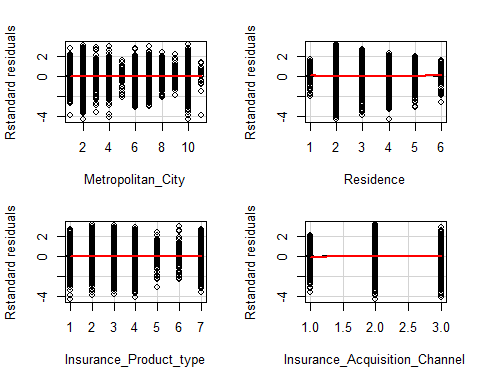 Rstandard residuals
2
0
-4
2 4 6 8 10
Metropolitan_City
Rstandard residuals
2
0
-4
1 2 3 4 5 6
Residence
Rstandard residuals
2
0
-4
1 2 3 4 5 6 7
Insurance_Product_type
Rstandard residuals
2
0
-4
1.0 1.5 2.0 2.5 3.0
Insurance_Acquisition_Channel